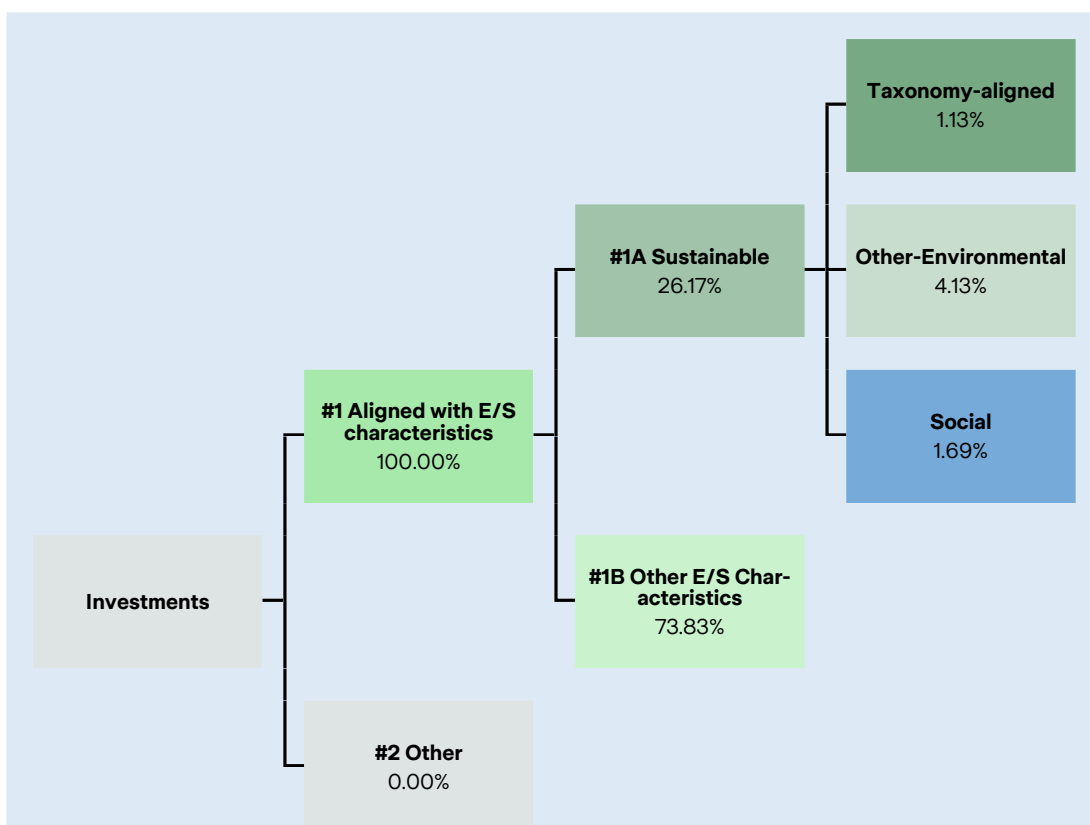 Taxonomy-aligned
1.13%
#1A Sustainable
26.17%
Other-Environmental
4.13%
#1 Aligned with E/S
characteristics
100.00%
Social
1.69%
Investments
#1B Other E/S Char-
acteristics
73.83%
#2 Other
0.00%